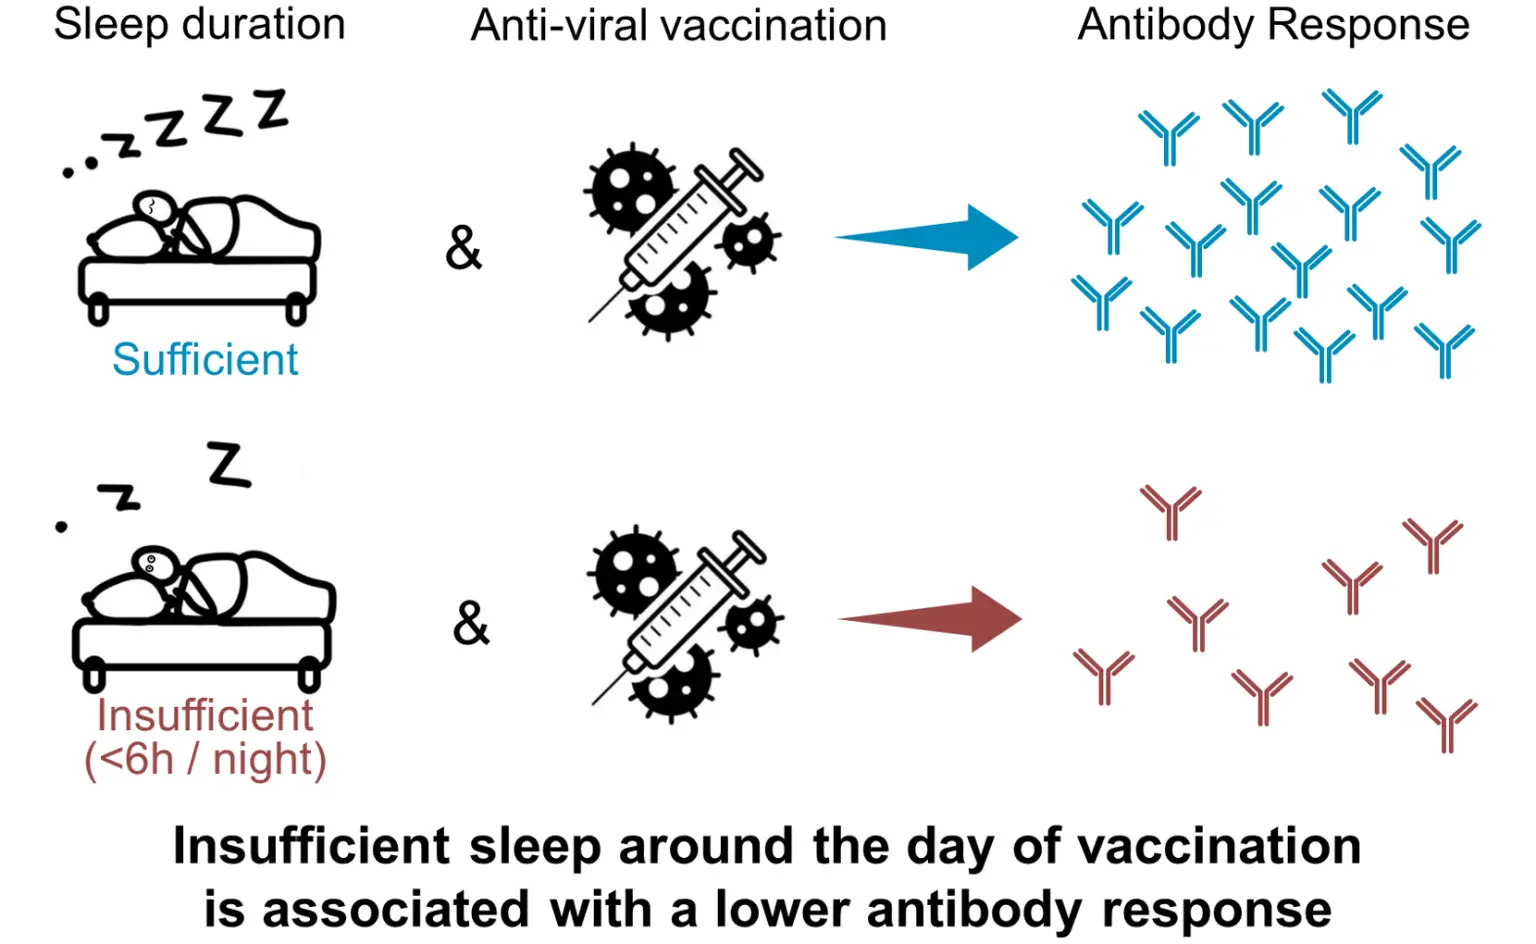 Sleep duration
Anti-viral vaccination
Antibody Response
..zzzz
&
Sufficient
.zz
&
Insufficient
(<6h / night)
Insufficient sleep around the day of vaccination
is associated with a lower antibody response